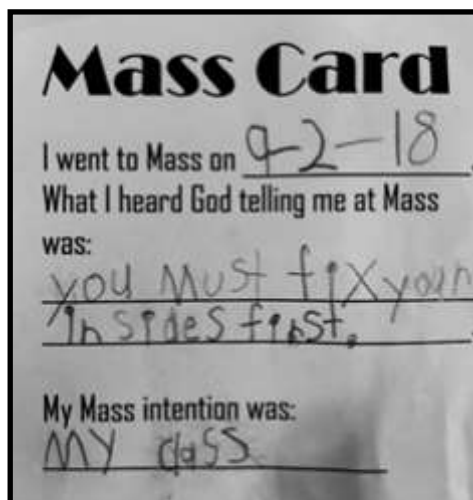 Mass Card
I went to Mass on 9-2-18.
What I heard God telling me at Mass
was:
you must fix your
insides first.
My Mass intention was:
My class